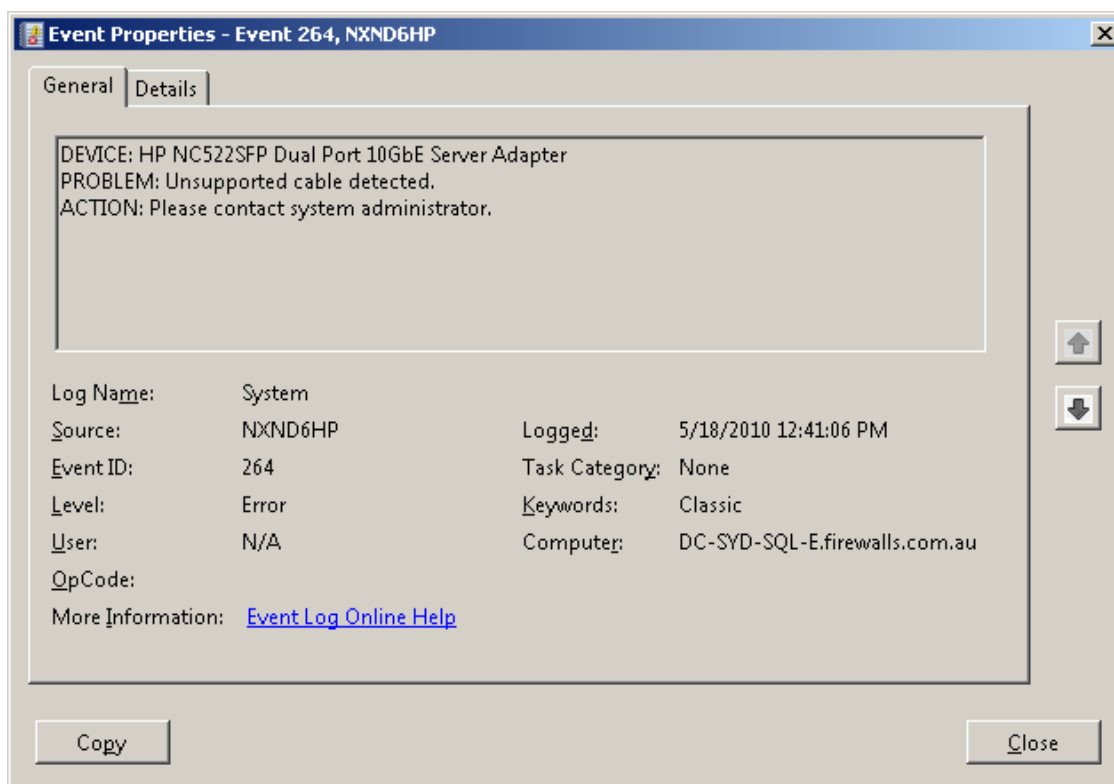 Event Properties - Event 264, NXND6HP
General Details
DEVICE: HP NC522SFP Dual Port 10GbE Server Adapter
PROBLEM: Unsupported cable detected.
ACTION: Please contact system administrator.
Log Name: System
Source: NXND6HP Logged: 5/18/2010 12:41:06 PM
Event ID: 264 Task Category: None
Level: Error Keywords: Classic
User: N/A Computer: DC-SYD-SQL-E.firewalls.com.au
OpCode:
More Information: Event Log Online Help
Copy Close